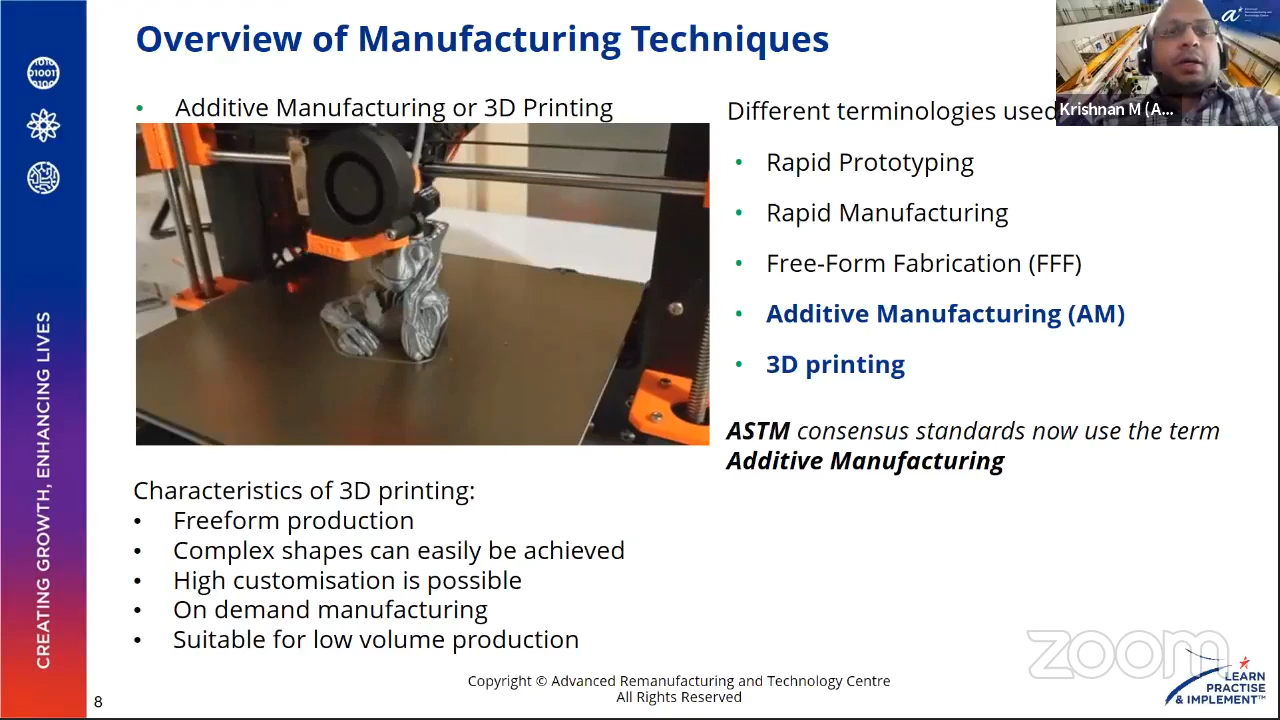 Overview of Manufacturing Techniques
Krishnan M (A...
• Additive Manufacturing or 3D Printing
Different terminologies used
• Rapid Prototyping
• Rapid Manufacturing
• Free-Form Fabrication (FFF)
• Additive Manufacturing (AM)
• 3D printing
ASTM consensus standards now use the term
Additive Manufacturing
Characteristics of 3D printing:
• Freeform production
• Complex shapes can easily be achieved
• High customisation is possible
• On demand manufacturing
• Suitable for low volume production
CREATING GROWTH, ENHANCING LIVES
zoom
LEARN
PRACTISE
& IMPLEMENT™
Copyright © Advanced Remanufacturing and Technology Centre
All Rights Reserved
8